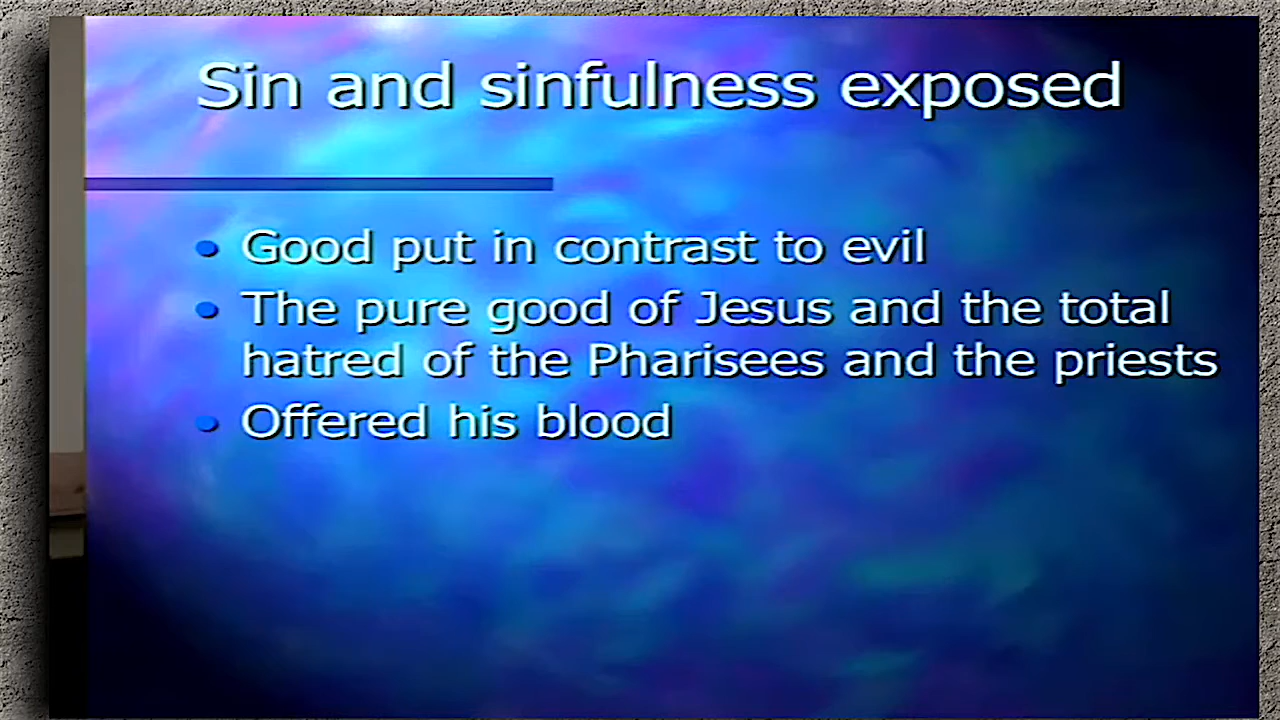 Sin and sinfulness exposed
• Good put in contrast to evil
• The pure good of Jesus and the total
hatred of the Pharisees and the priests
• Offered his blood